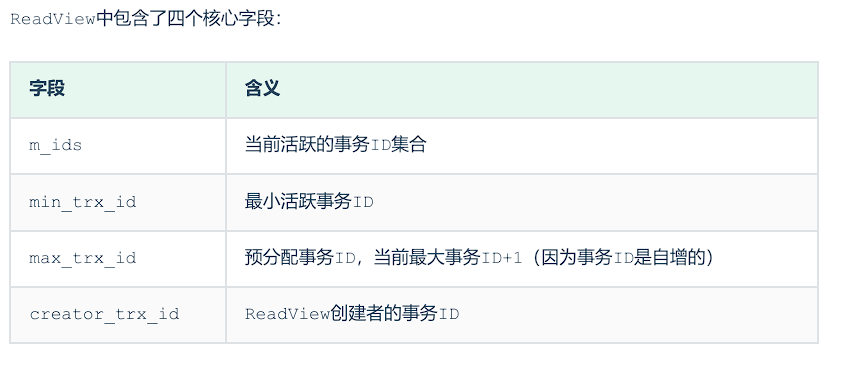 ReadView中包含了四个核心字段：
字段 含义
m_ids 当前活跃的事务ID集合
min_trx_id 最小活跃事务ID
max_trx_id 预分配事务ID，当前最大事务ID+1（因为事务ID是自增的）
creator_trx_id ReadView创建者的事务ID